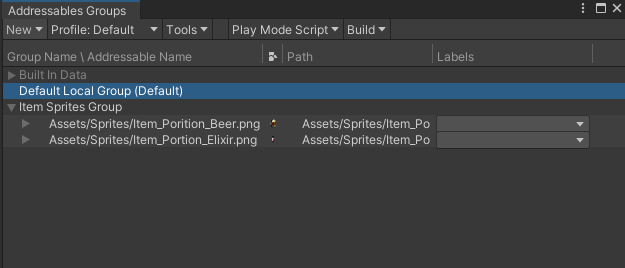 Addressables Groups
New Profile: Default Tools Play Mode Script Build
Group Name \ Addressable Name Path Labels
Built In Data
Default Local Group (Default)
Item Sprites Group
Assets/Sprites/Item_Porition_Beer.png Assets/Sprites/Item_Po
Assets/Sprites/Item_Portion_Elixir.png Assets/Sprites/Item_Po